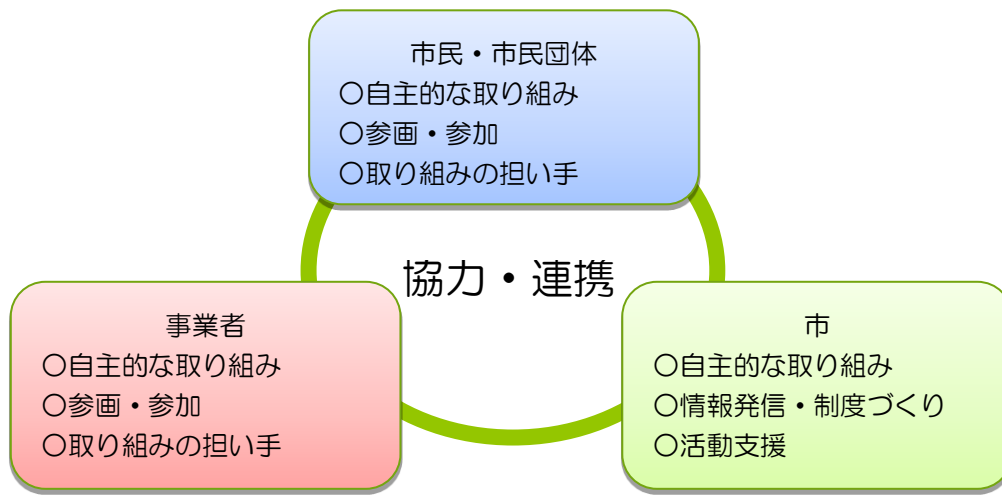 市民・市民団体
〇自主的な取り組み
〇参画・参加
〇取り組みの担い手
協力・連携
事業者
〇自主的な取り組み
〇参画・参加
〇取り組みの担い手
市
〇自主的な取り組み
〇情報発信・制度づくり
〇活動支援